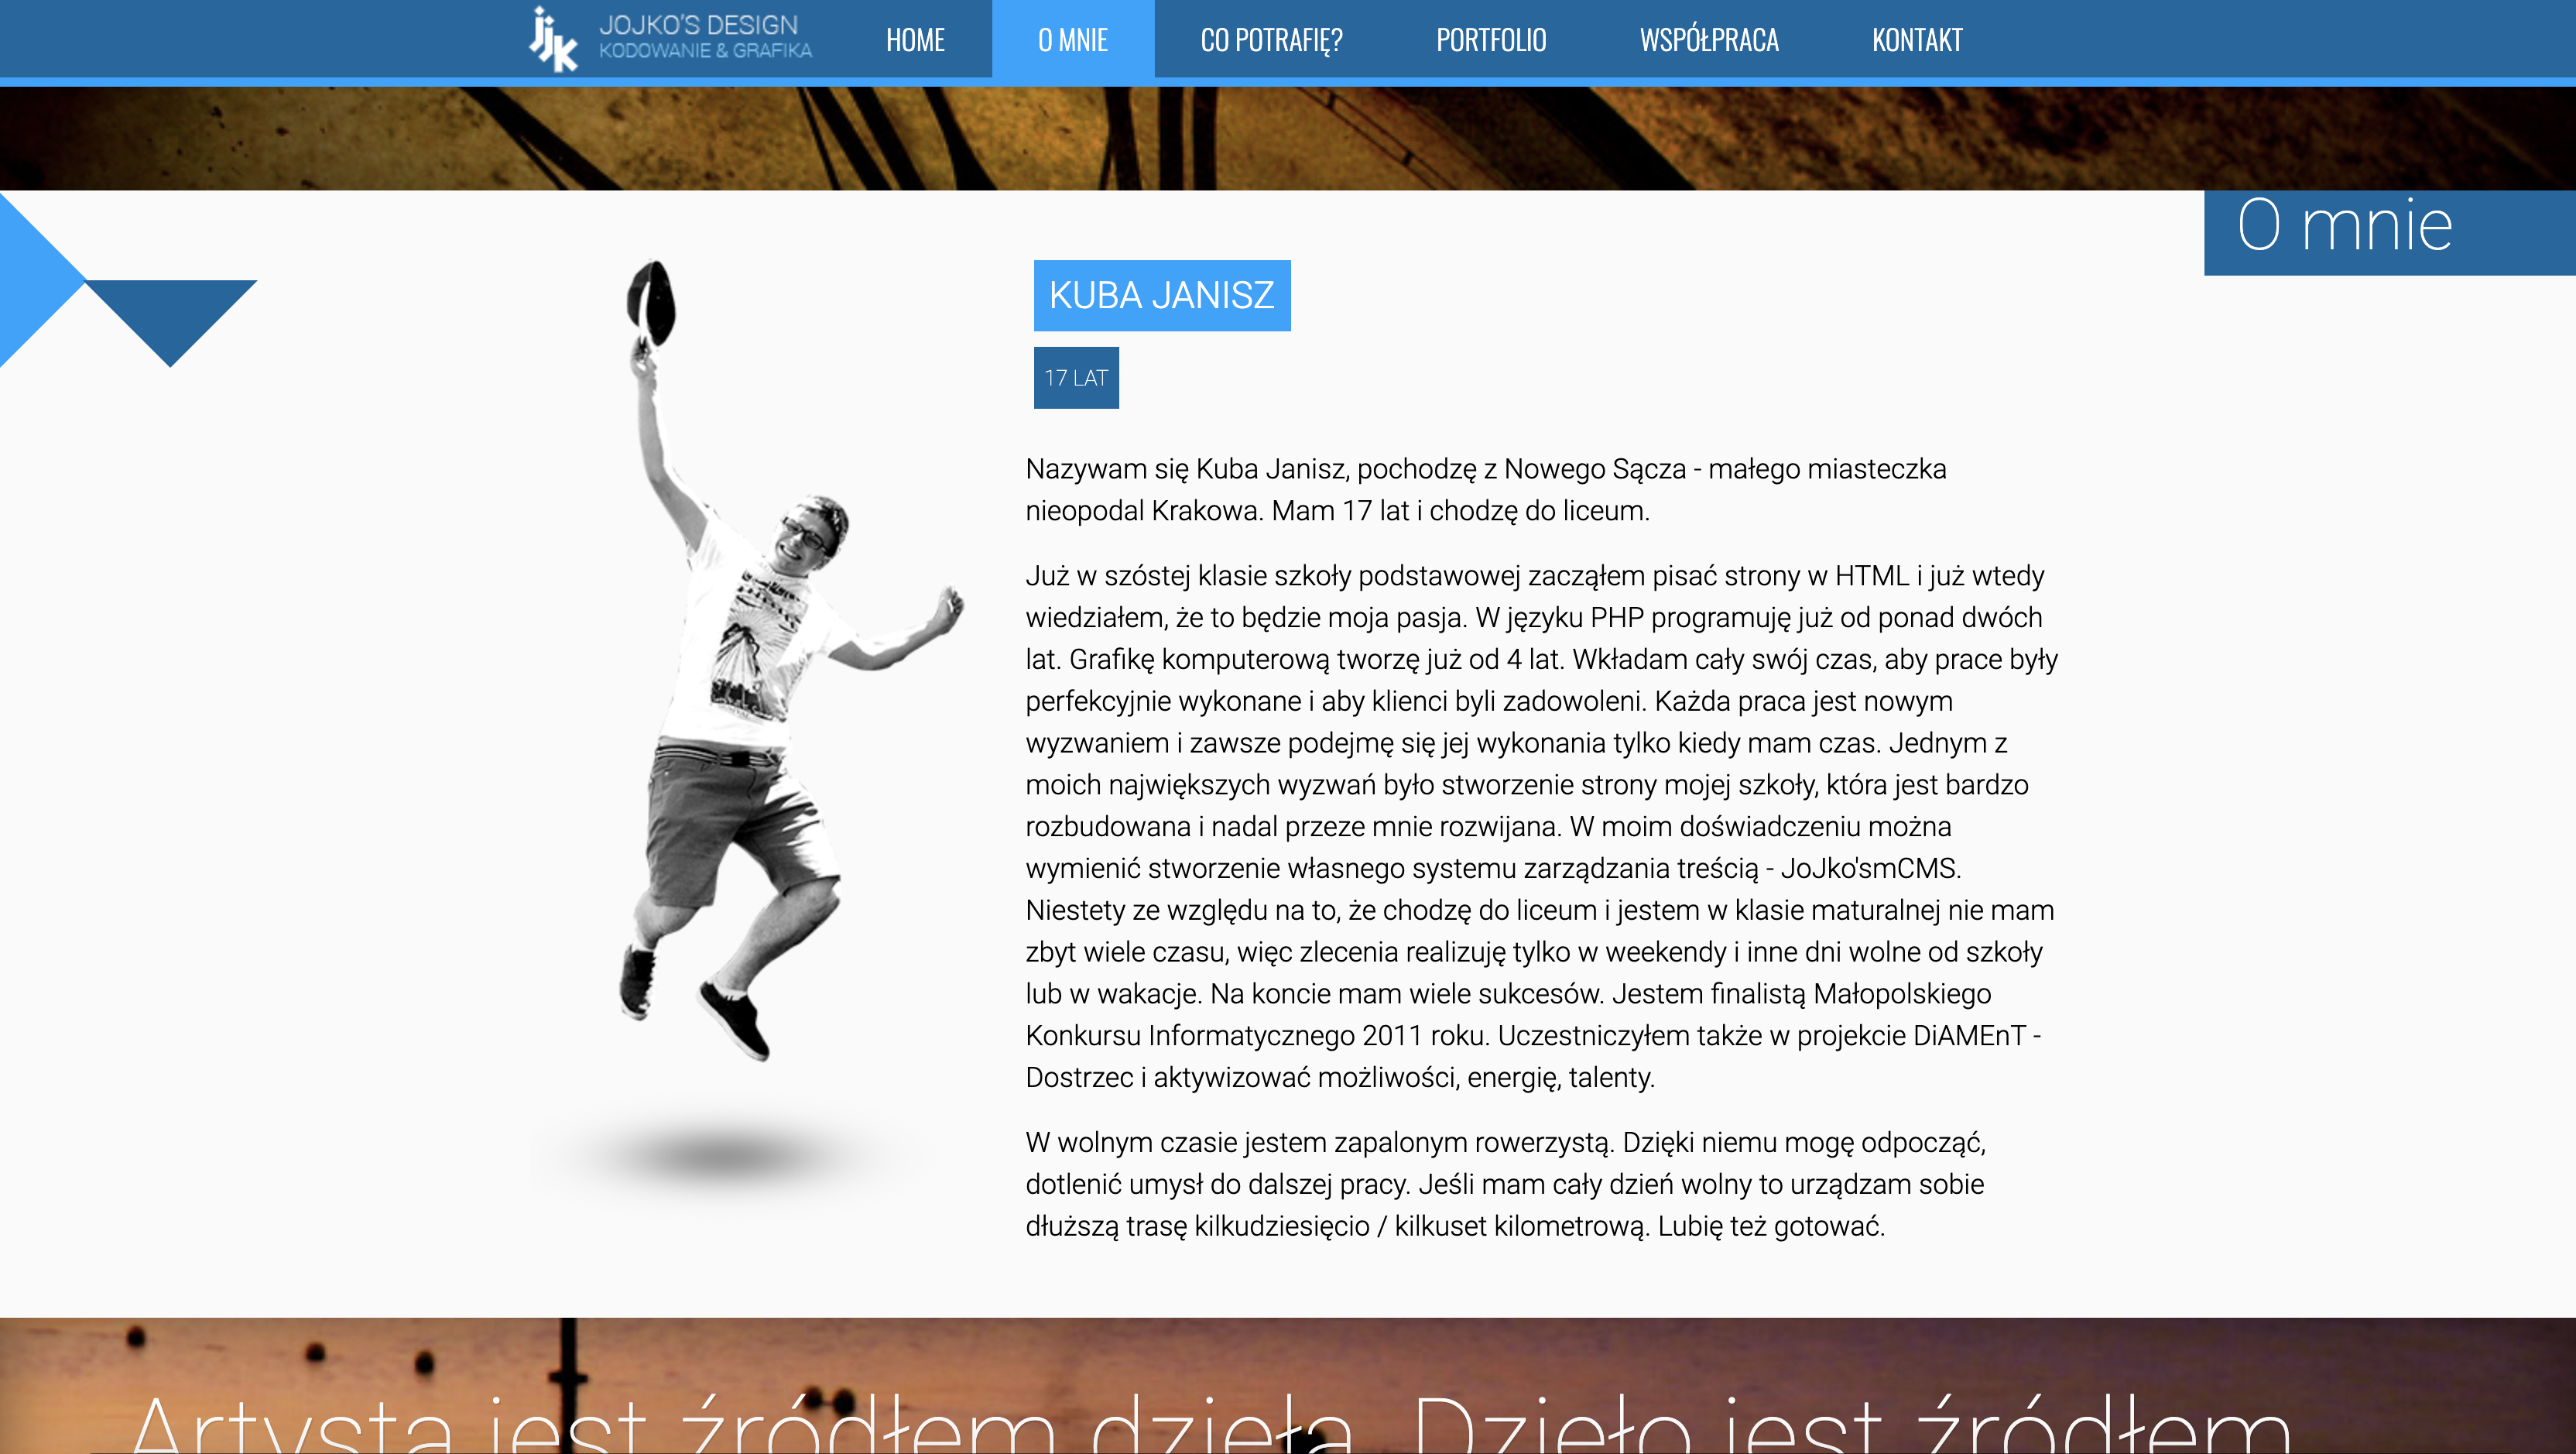 JOJKO'S DESIGN
KODOWANIE & GRAFIKA
HOME
O MNIE
CO POTRAFIĘ?
PORTFOLIO
WSPÓŁPRACA
KONTAKT
O mnie
KUBA JANISZ
17 LAT
Nazywam się Kuba Janisz, pochodzę z Nowego Sącza - małego miasteczka
nieopodal Krakowa. Mam 17 lat i chodzę do liceum.
Już w szóstej klasie szkoły podstawowej zacząłem pisać strony w HTML i już wtedy
wiedziałem, że to będzie moja pasja. W języku PHP programuję już od ponad dwóch
lat. Grafikę komputerową tworzę już od 4 lat. Wkładam cały swój czas, aby prace były
perfekcyjnie wykonane i aby klienci byli zadowoleni. Każda praca jest nowym
wyzwaniem i zawsze podejmę się jej wykonania tylko kiedy mam czas. Jednym z
moich największych wyzwań było stworzenie strony mojej szkoły, która jest bardzo
rozbudowana i nadal przeze mnie rozwijana. W moim doświadczeniu można
wymienić stworzenie własnego systemu zarządzania treścią - JoJko'smCMS.
Niestety ze względu na to, że chodzę do liceum i jestem w klasie maturalnej nie mam
zbyt wiele czasu, więc zlecenia realizuję tylko w weekendy i inne dni wolne od szkoły
lub w wakacje. Na koncie mam wiele sukcesów. Jestem finalistą Małopolskiego
Konkursu Informatycznego 2011 roku. Uczestniczyłem także w projekcie DiAMEnT -
Dostrzec i aktywizować możliwości, energię, talenty.
W wolnym czasie jestem zapalonym rowerzystą. Dzięki niemu mogę odpocząć,
dotlenić umysł do dalszej pracy. Jeśli mam cały dzień wolny to urządzam sobie
dłuższą trasę kilkudziesięcio / kilkuset kilometrową. Lubię też gotować.
Artysta jest źródłem dzieła. Dzieło jest źródłem